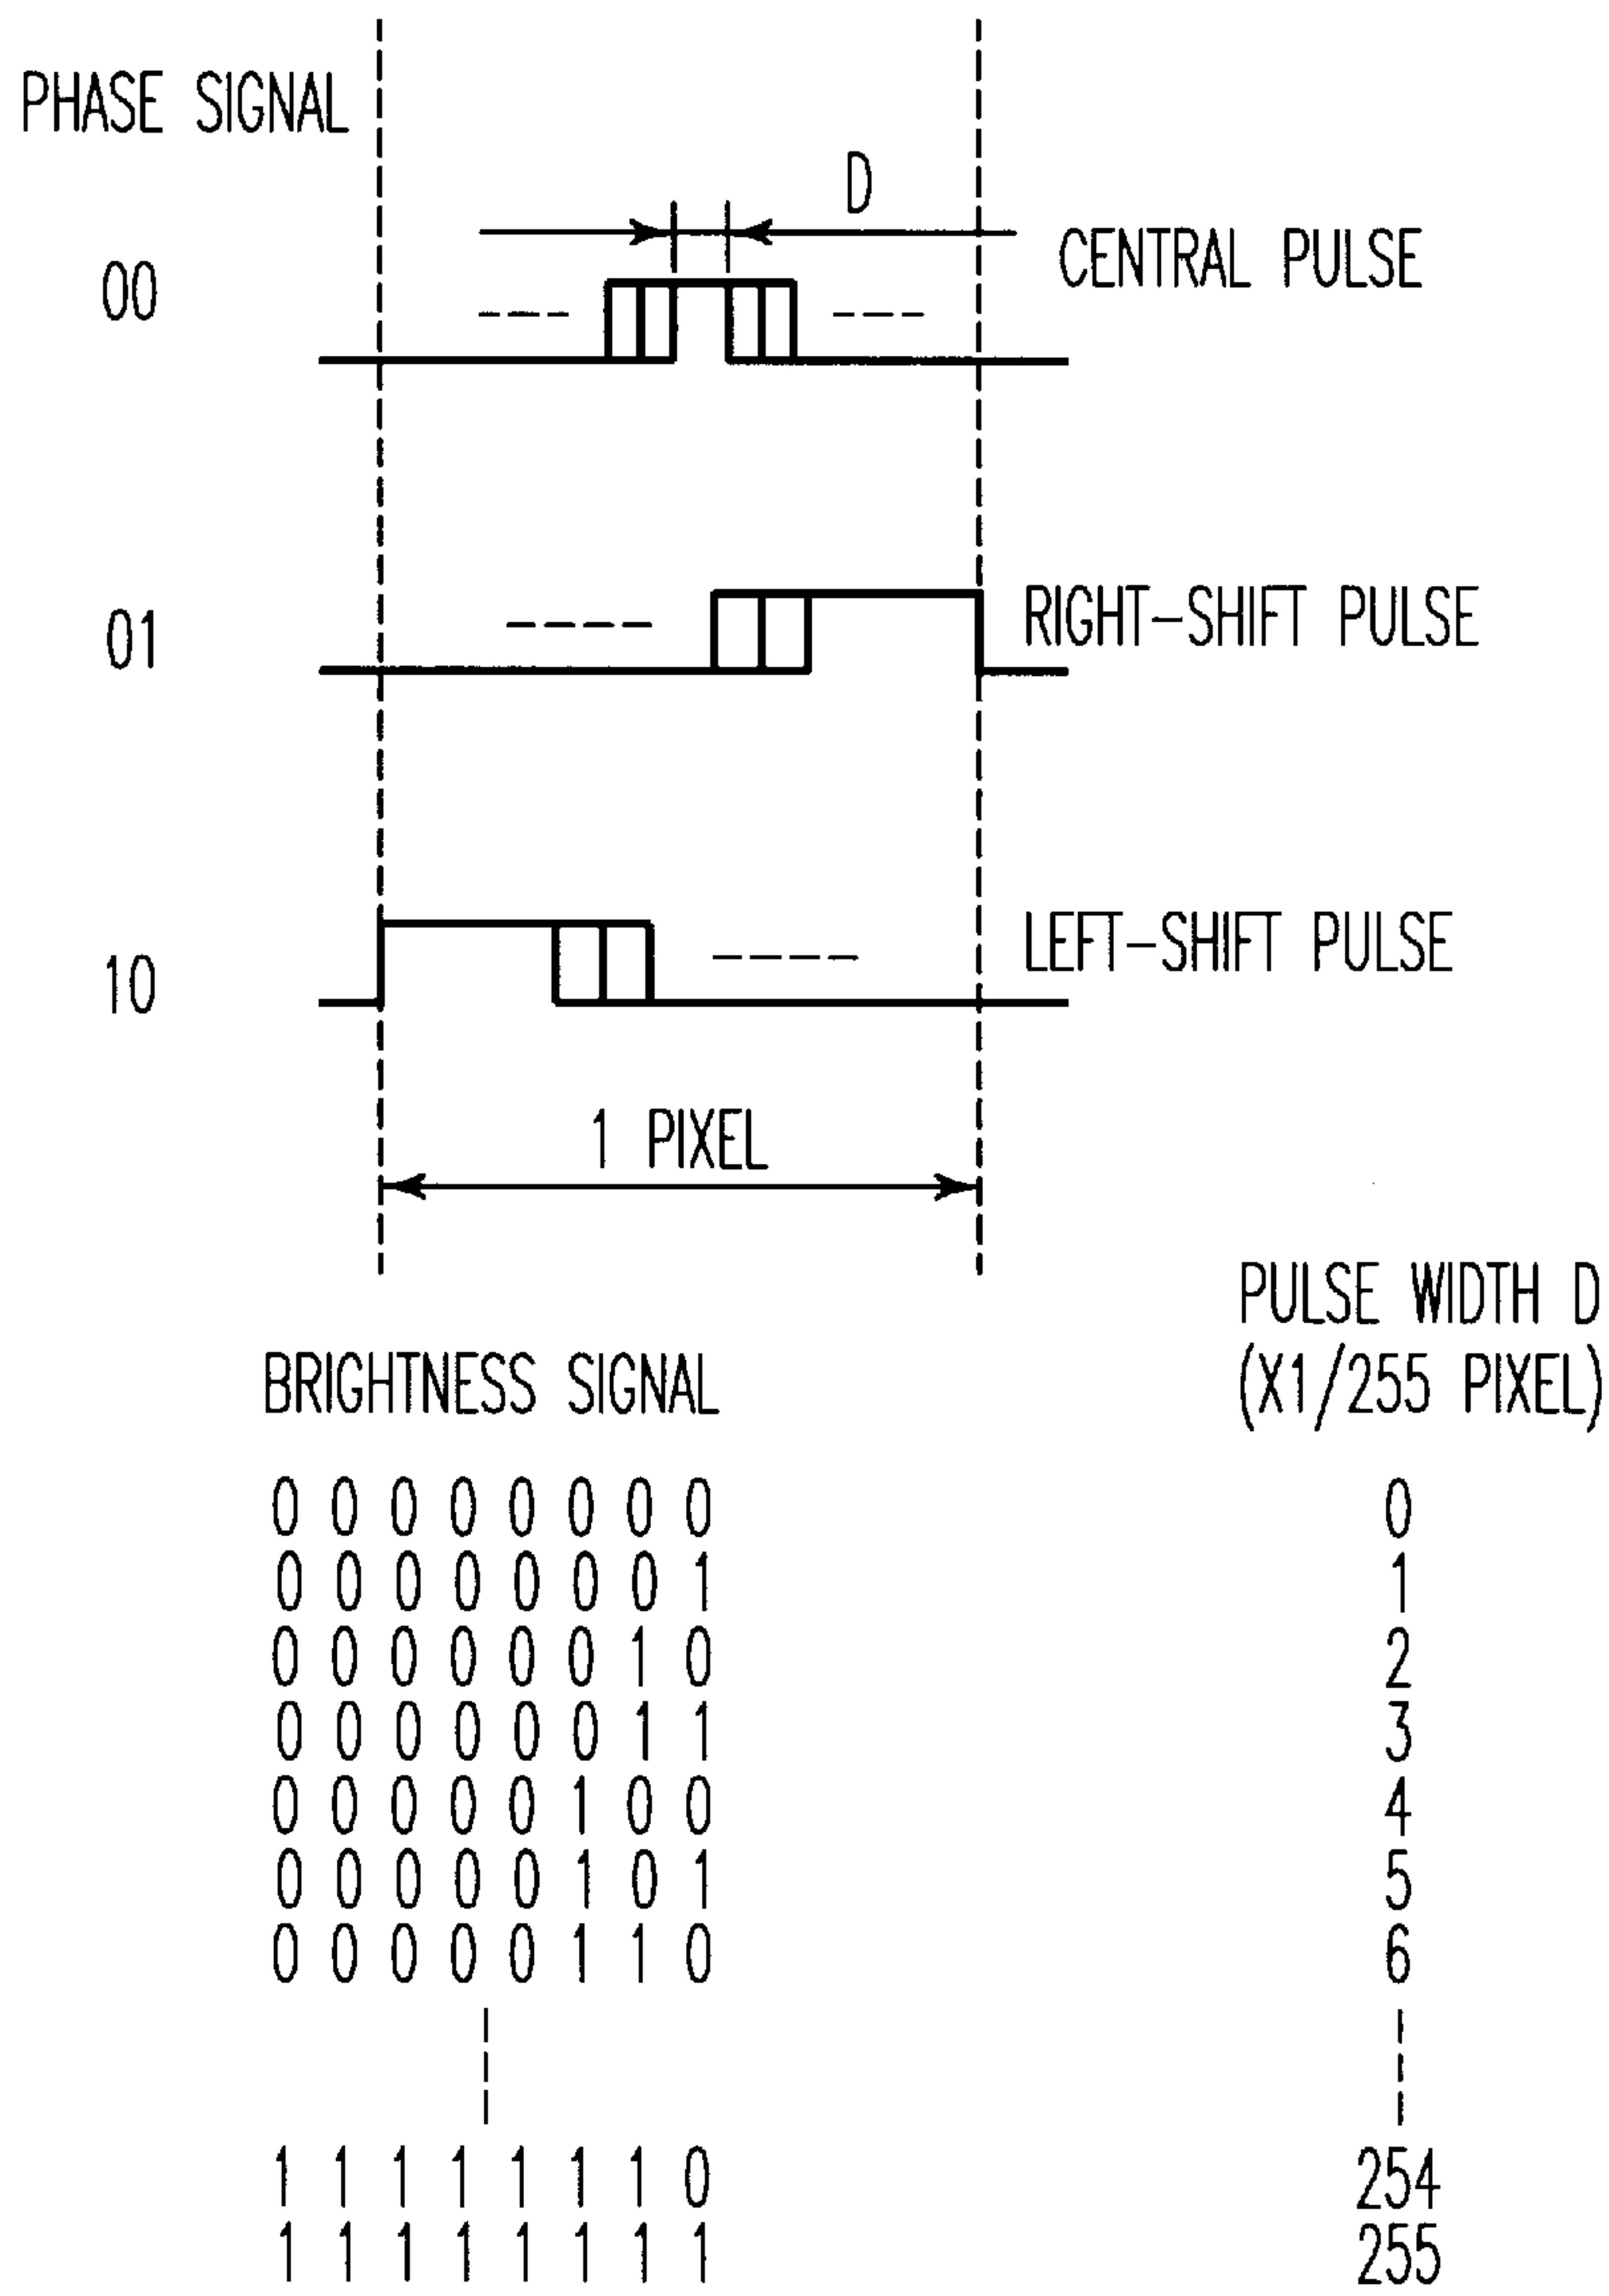 PHASE SIGNAL
D
00
CENTRAL PULSE
01
RIGHT-SHIFT PULSE
10
LEFT-SHIFT PULSE
1 PIXEL
PULSE WIDTH D
BRIGHTNESS SIGNAL (X1/255 PIXEL)
0 0 0 0 0 0 0 0 0
0 0 0 0 0 0 0 1 1
0 0 0 0 0 0 1 0 2
0 0 0 0 0 0 1 1 3
0 0 0 0 0 1 0 0 4
0 0 0 0 0 1 0 1 5
0 0 0 0 0 1 1 0 6
1 1 1 1 1 1 1 0 254
1 1 1 1 1 1 1 1 255